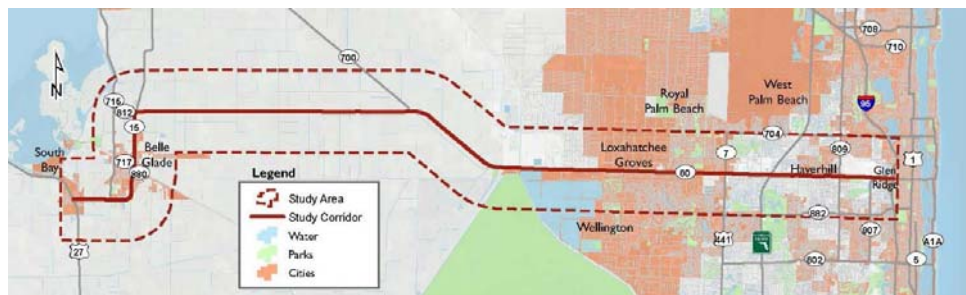 N
708
710
700
West
Palm Beach
Royal
Palm Beach
95
715
812
15
704
7
809
1
South
Bay
Belle
Glade
717
880
Loxahatchee
Groves
80
Haverhill
Glen
Ridge
Legend
Study Area
Study Corridor
Water
Parks
Cities
882
Wellington
807
27
441
802
A1A
5